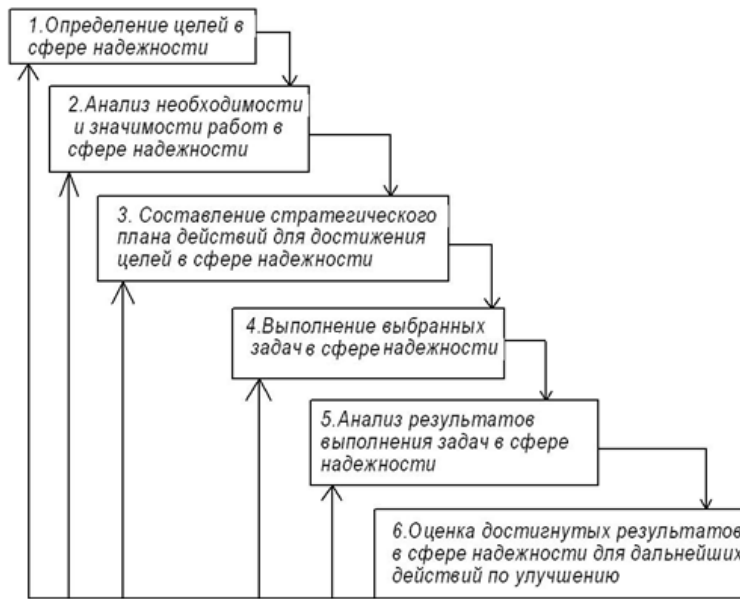 1.Определение целей в
сфере надежности
2.Анализ необходимости
и значимости работ в
сфере надежности
3. Составление стратегического
плана действий для достижения
целей в сфере надежности
4.Выполнение выбранных
задач в сфере надежности
5.Анализ результатов
выполнения задач в сфере
надежности
6.Оценка достигнутых результатов
в сфере надежности для дальнейших
действий по улучшению